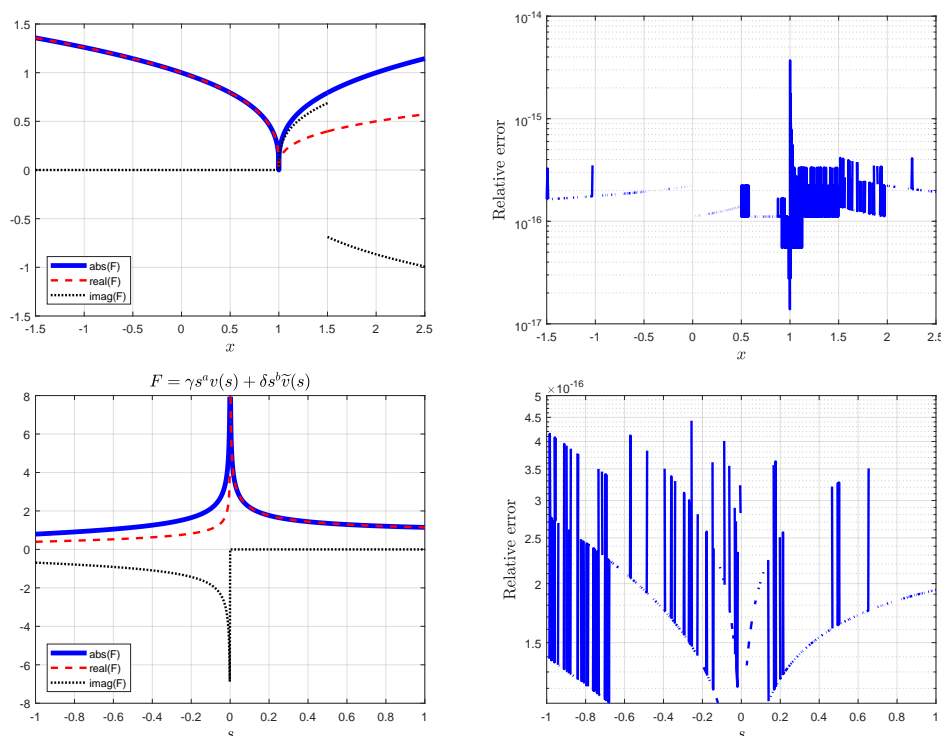 1.5
1
0.5
0
-0.5
-1
-1.5
-1.5 -1 -0.5 0 0.5 1 1.5 2 2.5
x
abs(F)
real(F)
imag(F)
10^{-14}
10^{-15}
10^{-16}
10^{-17}
Relative error
-1.5 -1 -0.5 0 0.5 1 1.5 2 2.5
x
F = γs^a v(s) + δs^b ṽ(s)
8
6
4
2
0
-2
-4
-6
-8
-1 -0.8 -0.6 -0.4 -0.2 0 0.2 0.4 0.6 0.8 1
s
abs(F)
real(F)
imag(F)
×10^{-16}
5
4.5
4
3.5
3
2.5
2
1.5
Relative error
-1 -0.8 -0.6 -0.4 -0.2 0 0.2 0.4 0.6 0.8 1
s